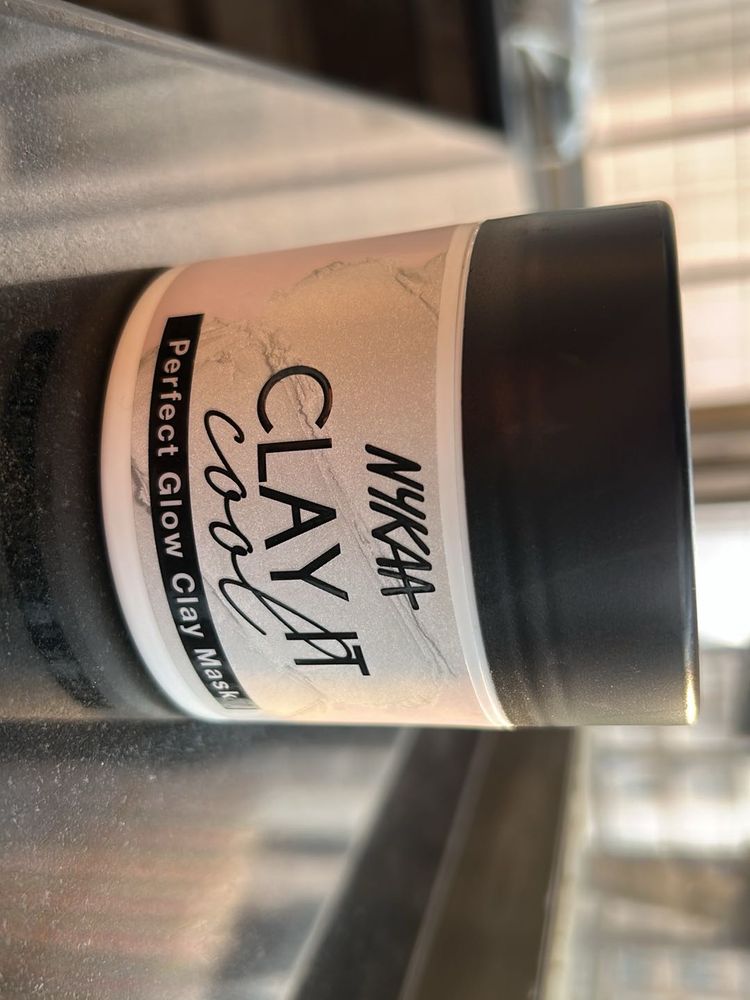 NYKAA
CLAY IT
cool
Perfect Glow Clay Mask